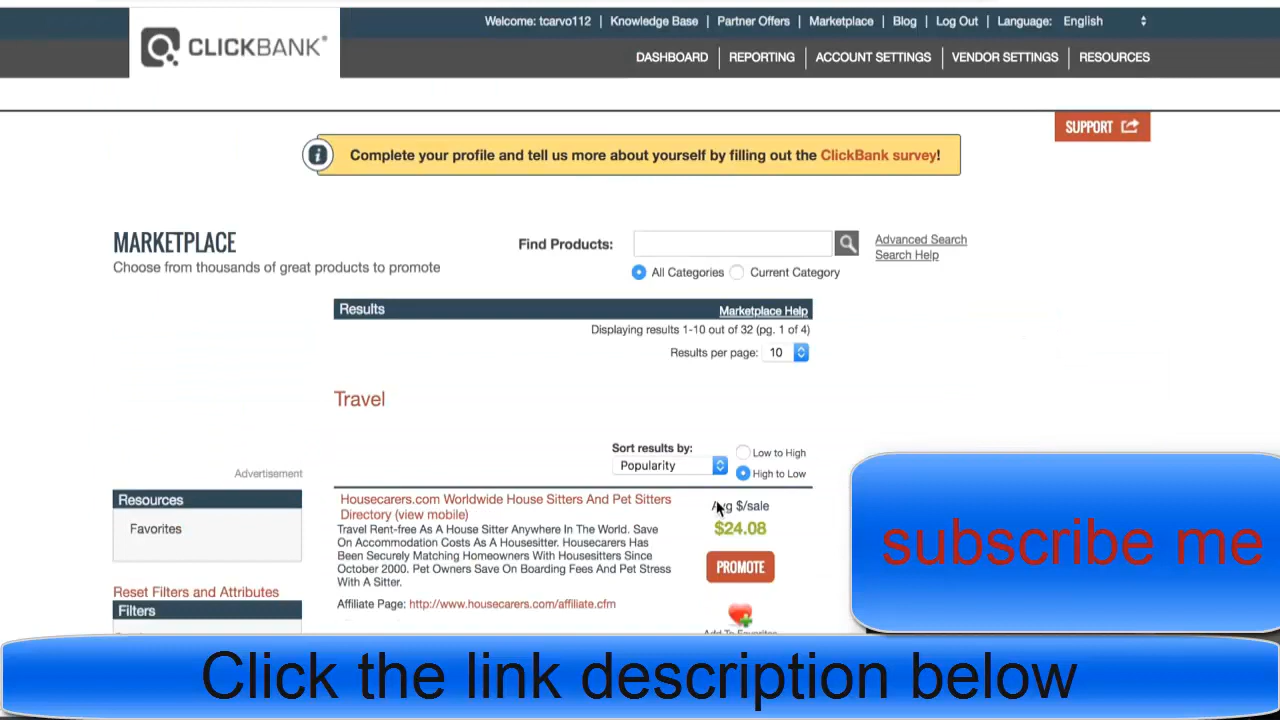 Welcome: tcarvo112 | Knowledge Base | Partner Offers | Marketplace | Blog | Log Out | Language: English
CLICKBANK®
DASHBOARD | REPORTING | ACCOUNT SETTINGS | VENDOR SETTINGS | RESOURCES
SUPPORT
Complete your profile and tell us more about yourself by filling out the ClickBank survey!
MARKETPLACE
Choose from thousands of great products to promote
Find Products:
Advanced Search
Search Help
All Categories
Current Category
Results
Marketplace Help
Displaying results 1-10 out of 32 (pg. 1 of 4)
Results per page: 10
Travel
Sort results by:
Popularity
Low to High
High to Low
Advertisement
Resources
Favorites
Reset Filters and Attributes
Filters
Housecarers.com Worldwide House Sitters And Pet Sitters
Directory (view mobile)
Travel Rent-free As A House Sitter Anywhere In The World. Save
On Accommodation Costs As A Housesitter. Housecarers Has
Been Securely Matching Homeowners With Housesitters Since
October 2000. Pet Owners Save On Boarding Fees And Pet Stress
With A Sitter.
Affiliate Page: http://www.housecarers.com/affiliate.cfm
Avg $/sale
$24.08
PROMOTE
Add To Favorites
subscribe me
Click the link description below